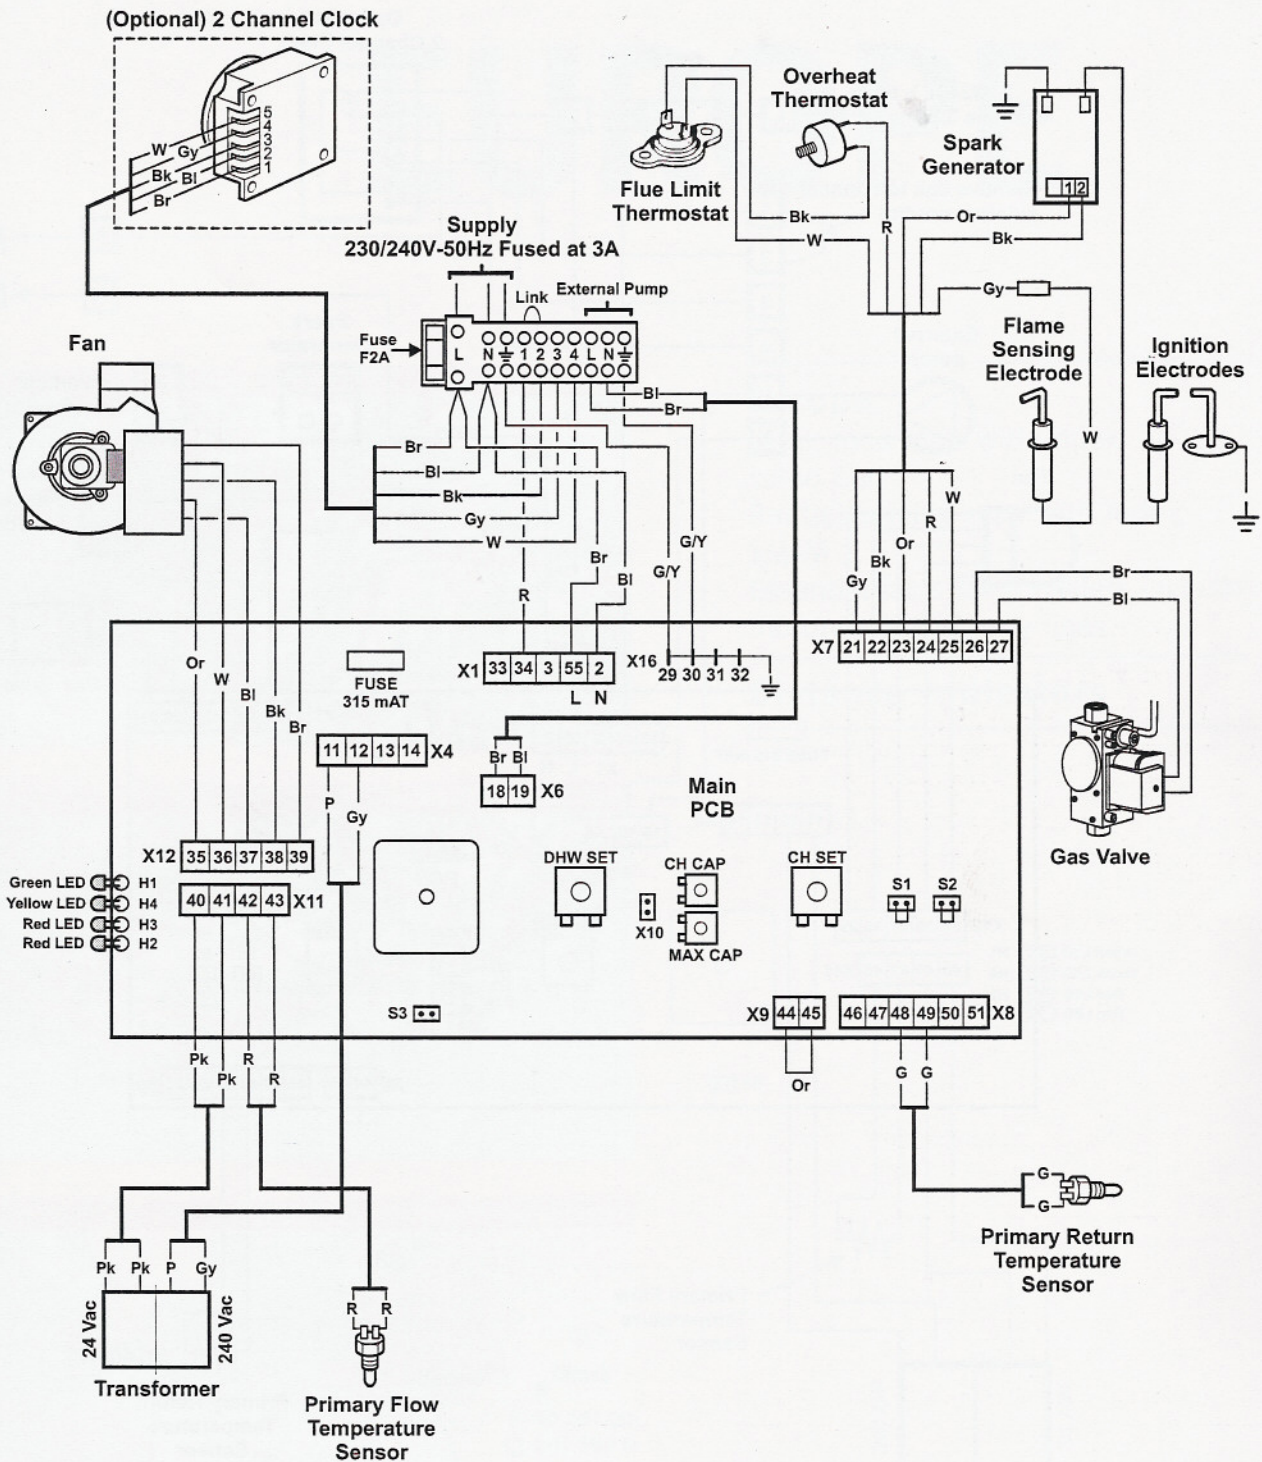 (Optional) 2 Channel Clock
5
4
3
2
1
W
Gy
Bk
Bl
Br
Flue Limit
Thermostat
Overheat
Thermostat
Spark
Generator
1 2
Bk
W
R
Or
Bk
Gy
Flame
Sensing
Electrode
Ignition
Electrodes
W
Supply
230/240V-50Hz Fused at 3A
Link
External Pump
Fuse
F2A
L N 1 2 3 4 L N
Bl
Br
Fan
Br
Bl
Bk
Gy
W
R
Br
Bl
G/Y
G/Y
Gy
Bk
Or
R
W
Br
Bl
Or
W
Bl
Bk
Br
FUSE
315 mAT
X1 33 34 3 55 2
L N
X16
29 30 31 32
X7 21 22 23 24 25 26 27
11 12 13 14 X4
P
Gy
Br Bl
18 19 X6
Main
PCB
Gas Valve
X12 35 36 37 38 39
40 41 42 43 X11
Green LED H1
Yellow LED H4
Red LED H3
Red LED H2
DHW SET
CH CAP
X10
MAX CAP
CH SET
S1
S2
S3
X9 44 45
46 47 48 49 50 51 X8
Pk
Pk
R
R
Or
G
G
G
G
Primary Return
Temperature
Sensor
Pk
Pk
P
Gy
24 Vac
240 Vac
Transformer
R
R
Primary Flow
Temperature
Sensor